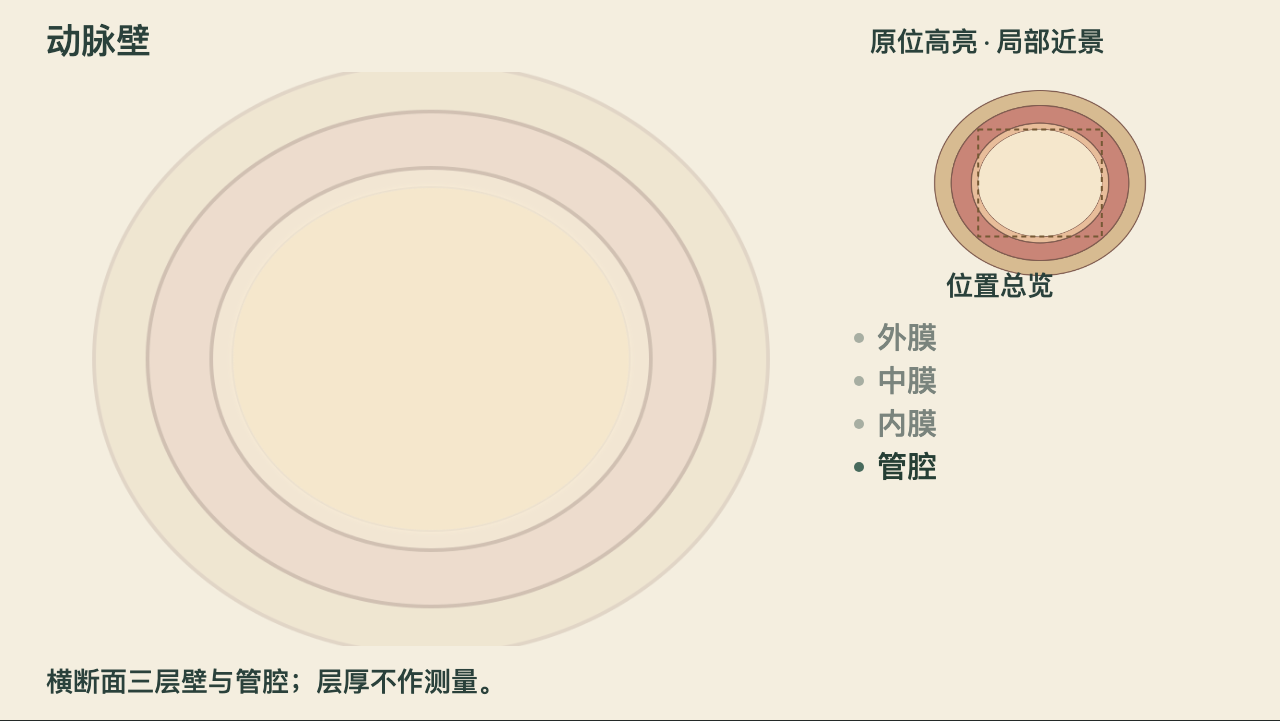 动脉壁
原位高亮 · 局部近景
位置总览
外膜
中膜
内膜
管腔
横断面三层壁与管腔；层厚不作测量。